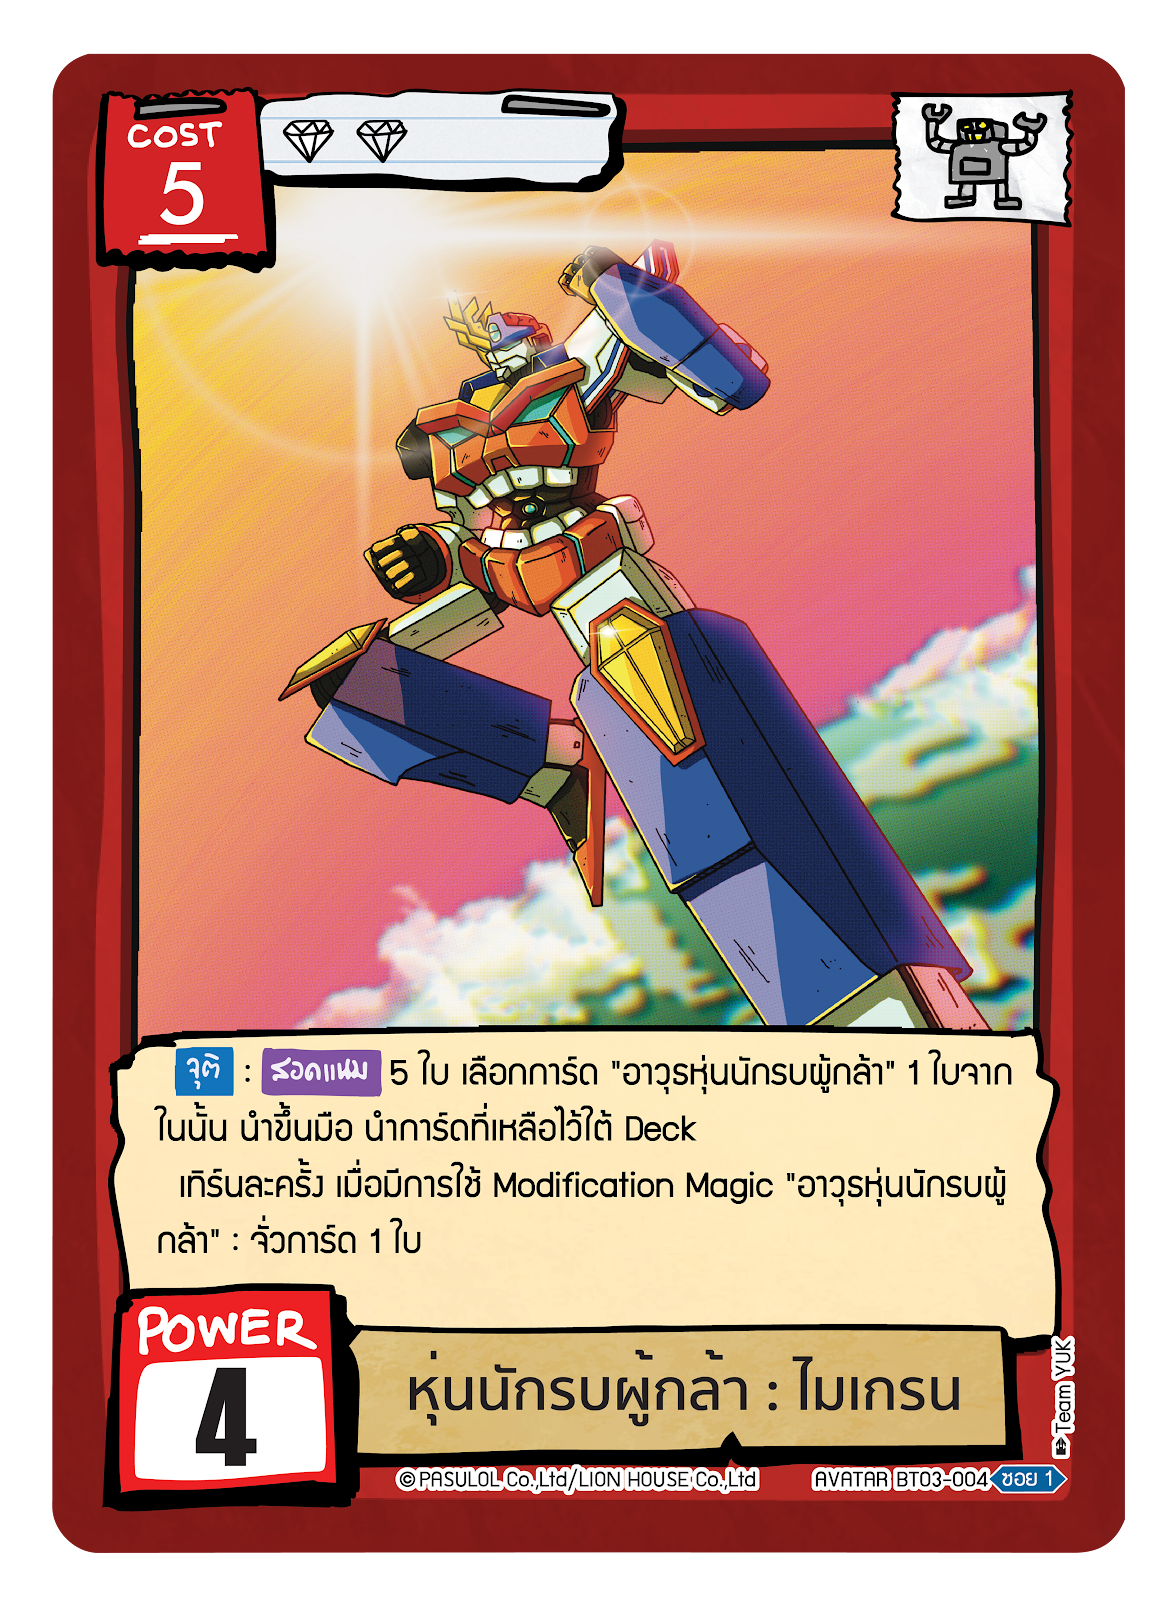 COST
5
จุติ : สอดแนม 5 ใบ เลือกการ์ด "อาวุธหุ่นนักรบผู้กล้า" 1 ใบจาก
ในนั้น นำขึ้นมือ นำการ์ดที่เหลือไว้ใต้ Deck
เทิร์นละครั้ง เมื่อมีการใช้ Modification Magic "อาวุธหุ่นนักรบผู้
กล้า" : จั่วการ์ด 1 ใบ
POWER
4
หุ่นนักรบผู้กล้า : ไมเกรน
Team YUK
© PASULOL Co.,Ltd/LION HOUSE Co.,Ltd
AVATAR BT03-004 ซอย 1